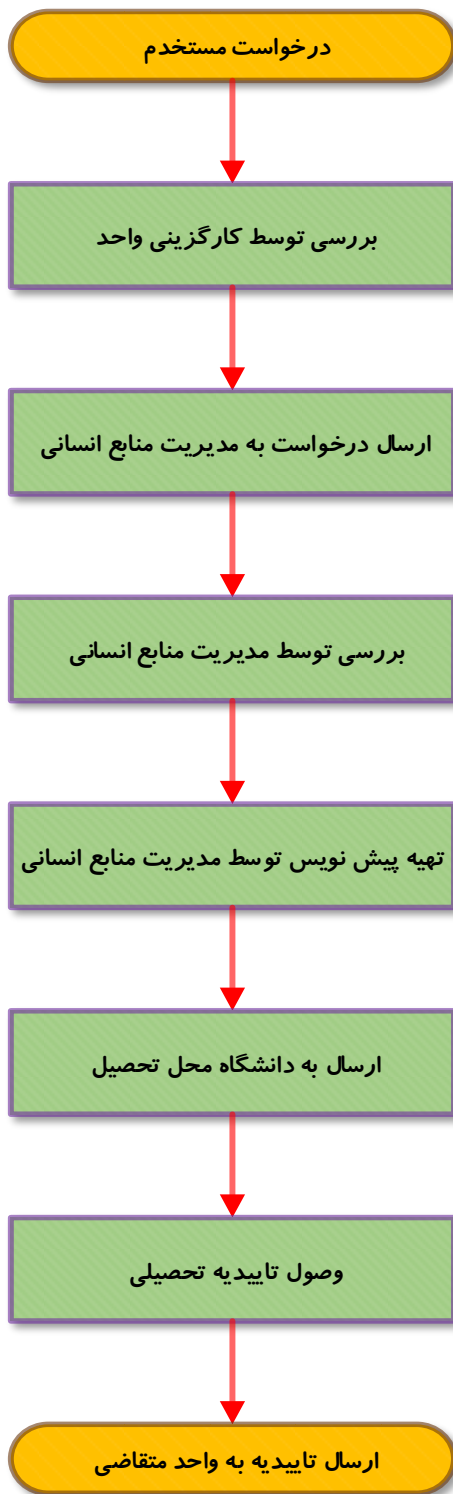 درخواست مستخدم
بررسی توسط کارگزینی واحد
ارسال درخواست به مدیریت منابع انسانی
بررسی توسط مدیریت منابع انسانی
تهیه پیش نویس توسط مدیریت منابع انسانی
ارسال به دانشگاه محل تحصیل
وصول تاییدیه تحصیلی
ارسال تاییدیه به واحد متقاضی